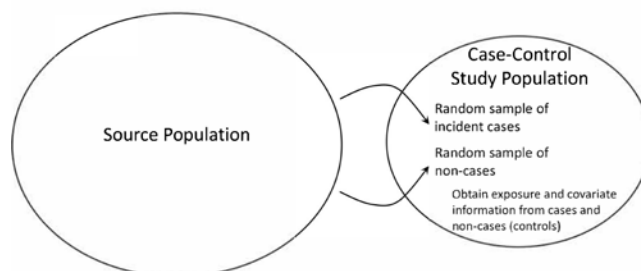 Source Population
Case-Control
Study Population
Random sample of
incident cases
Random sample of
non-cases
Obtain exposure and covariate
information from cases and
non-cases (controls)